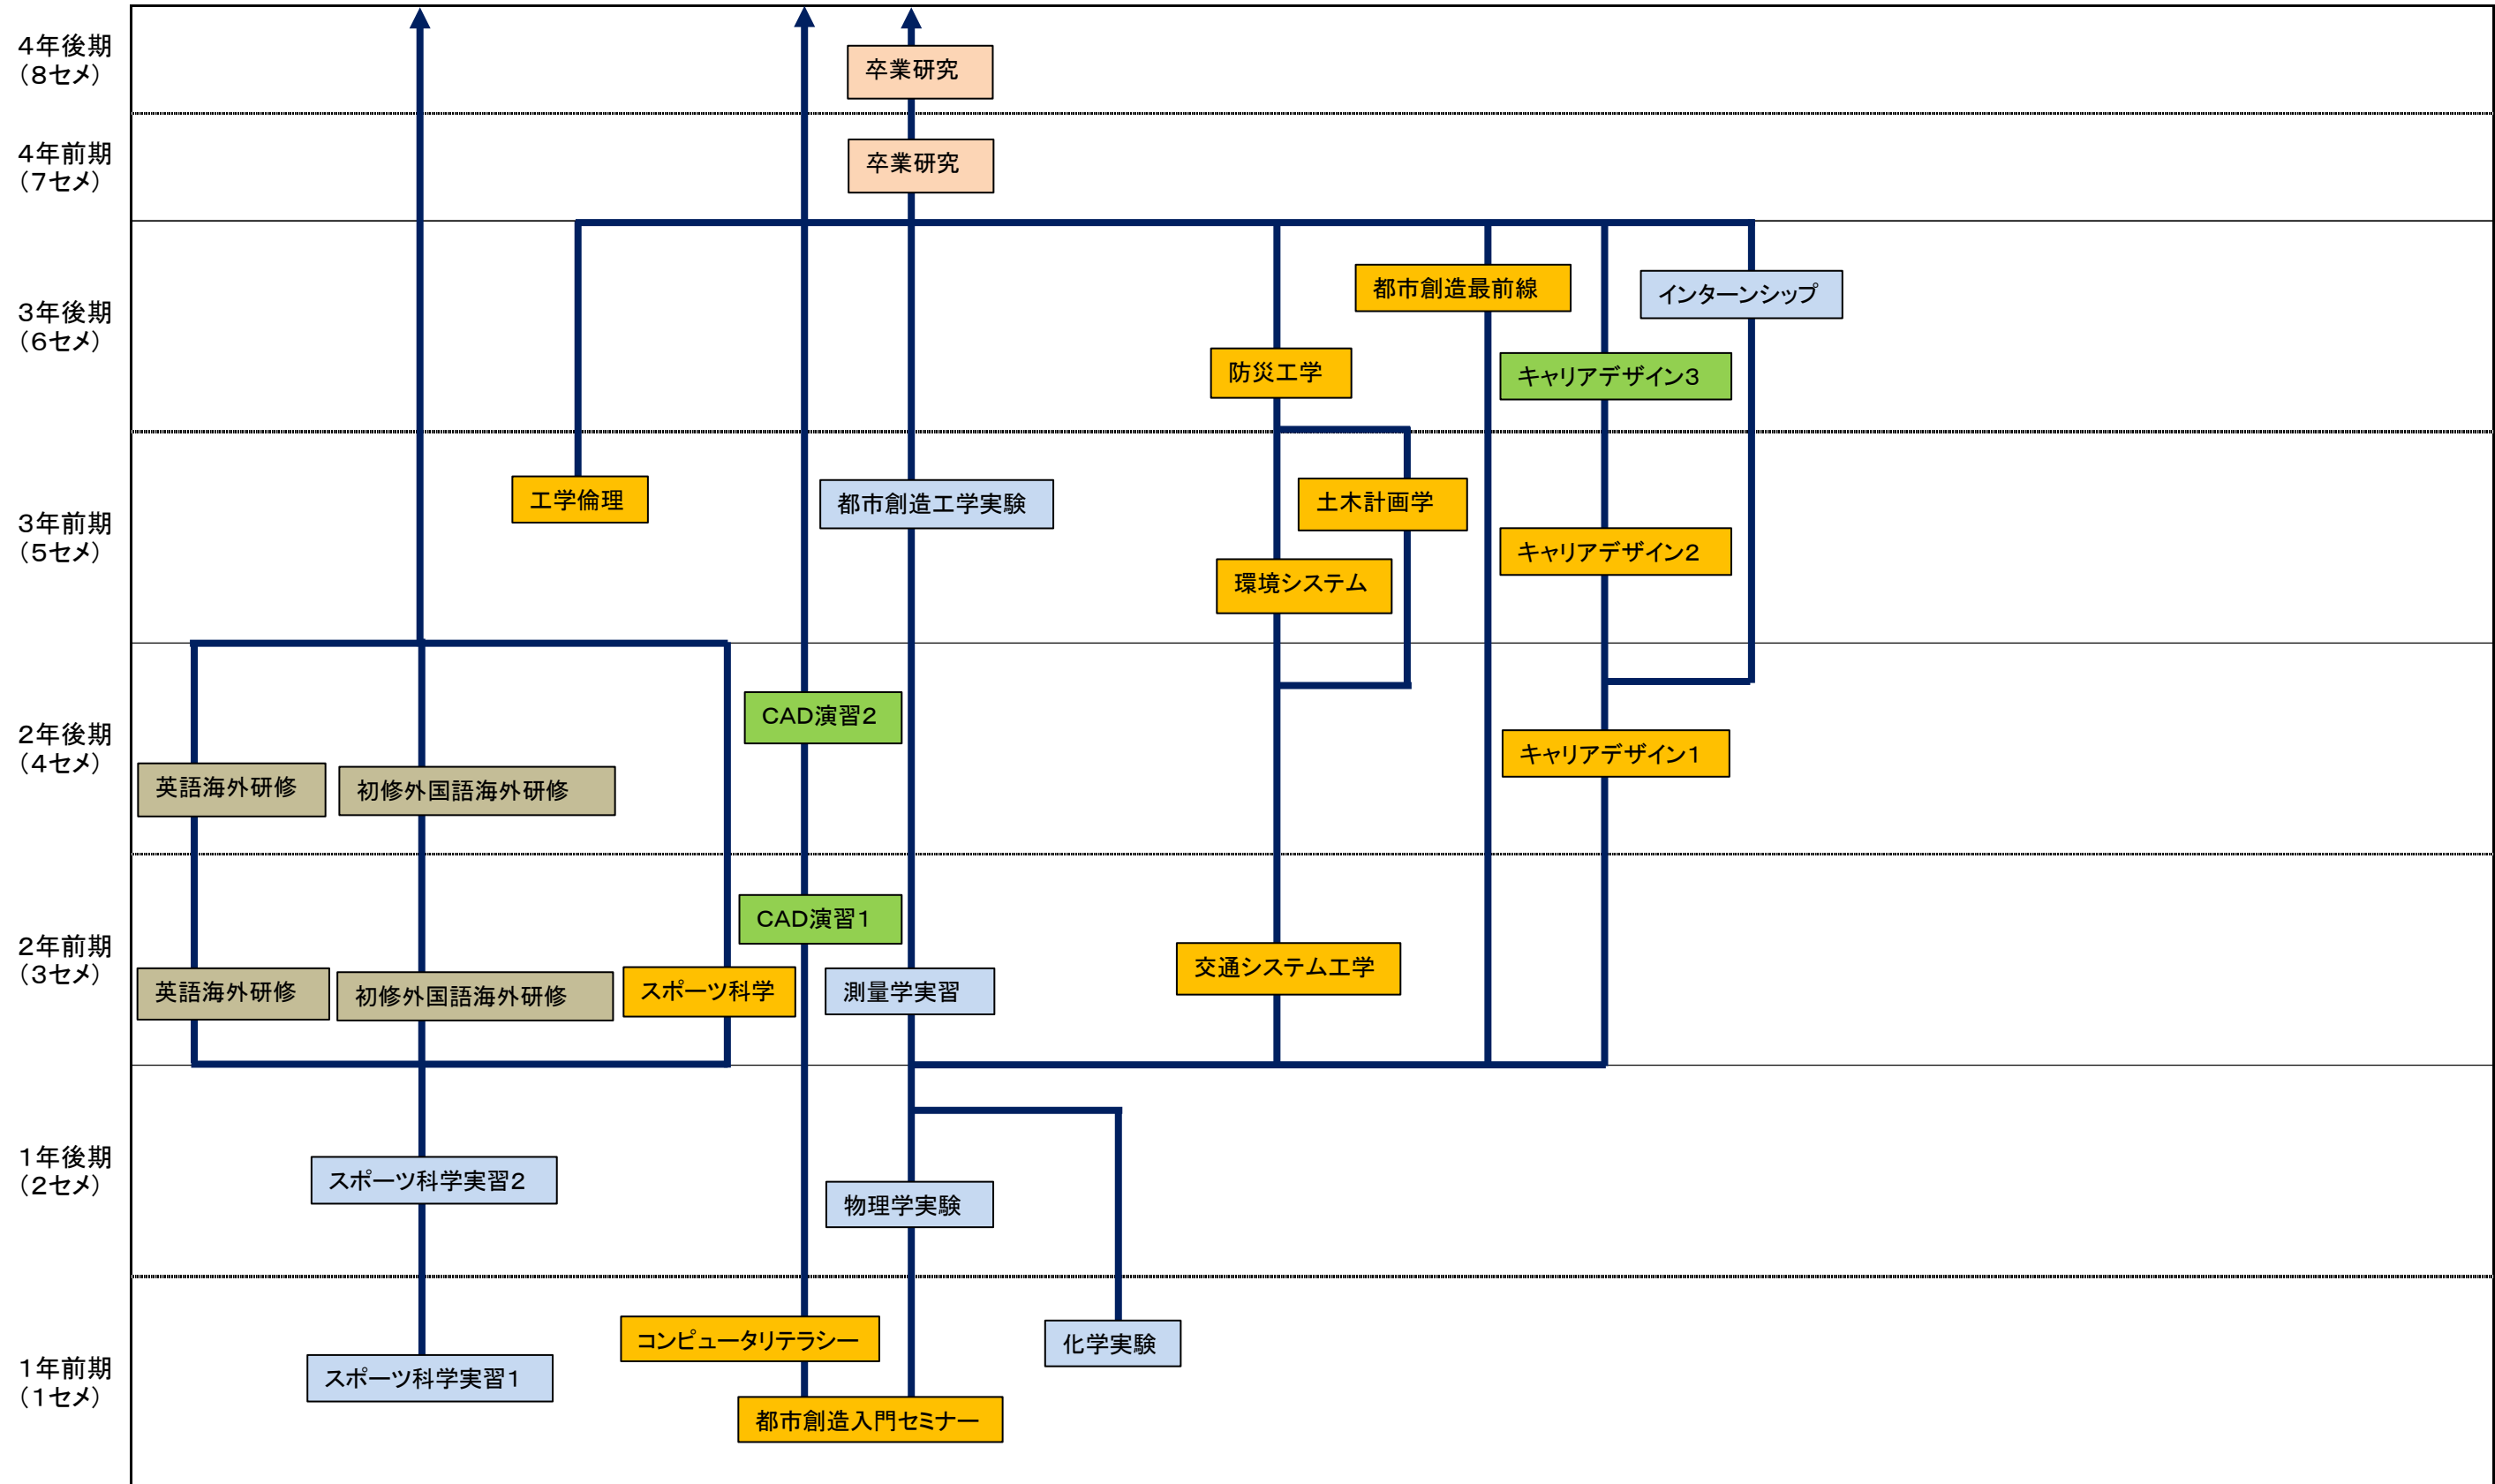 4年後期
（8セメ）
卒業研究
4年前期
（7セメ）
卒業研究
3年後期
（6セメ）
都市創造最前線
インターンシップ
防災工学
キャリアデザイン3
3年前期
（5セメ）
工学倫理
都市創造工学実験
土木計画学
キャリアデザイン2
環境システム
2年後期
（4セメ）
CAD演習2
キャリアデザイン1
英語海外研修
初修外国語海外研修
2年前期
（3セメ）
CAD演習1
交通システム工学
英語海外研修
初修外国語海外研修
スポーツ科学
測量学実習
1年後期
（2セメ）
スポーツ科学実習2
物理学実験
1年前期
（1セメ）
コンピュータリテラシー
化学実験
スポーツ科学実習1
都市創造入門セミナー